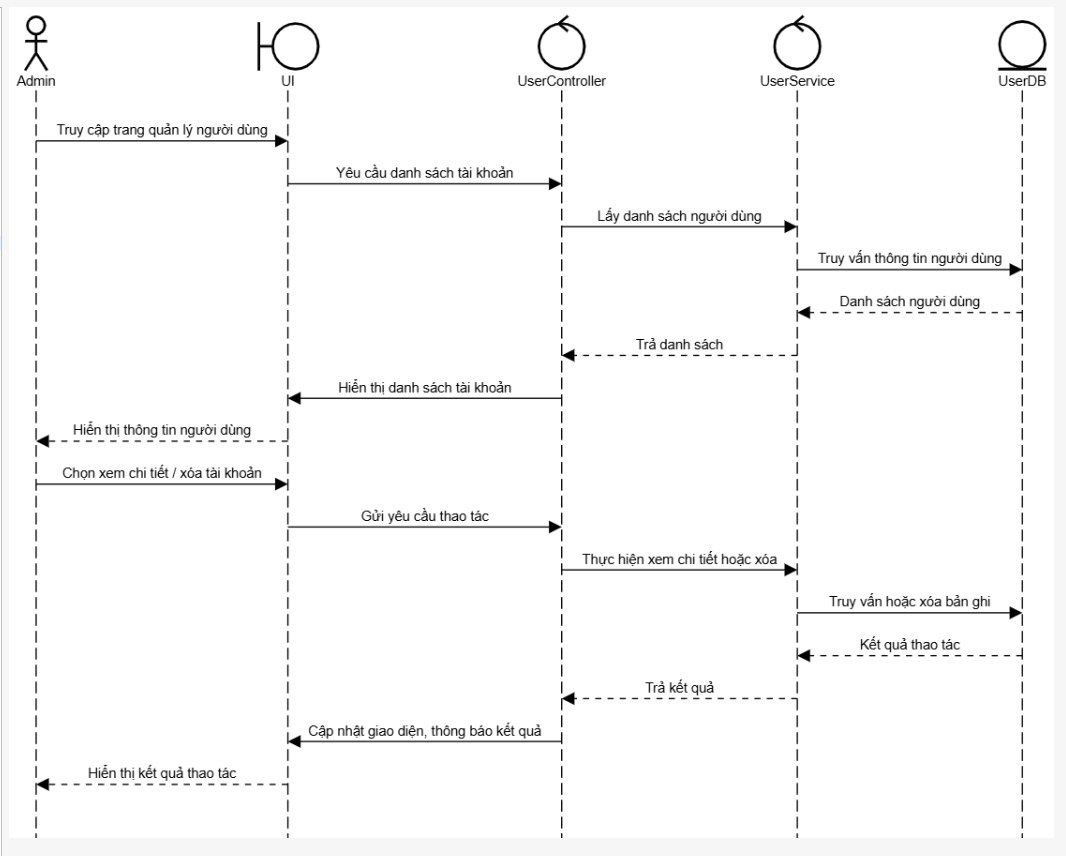 Admin
UI
UserController
UserService
UserDB
Truy cập trang quản lý người dùng
Yêu cầu danh sách tài khoản
Lấy danh sách người dùng
Truy vấn thông tin người dùng
Danh sách người dùng
Trả danh sách
Hiển thị danh sách tài khoản
Hiển thị thông tin người dùng
Chọn xem chi tiết / xóa tài khoản
Gửi yêu cầu thao tác
Thực hiện xem chi tiết hoặc xóa
Truy vấn hoặc xóa bản ghi
Kết quả thao tác
Trả kết quả
Cập nhật giao diện, thông báo kết quả
Hiển thị kết quả thao tác